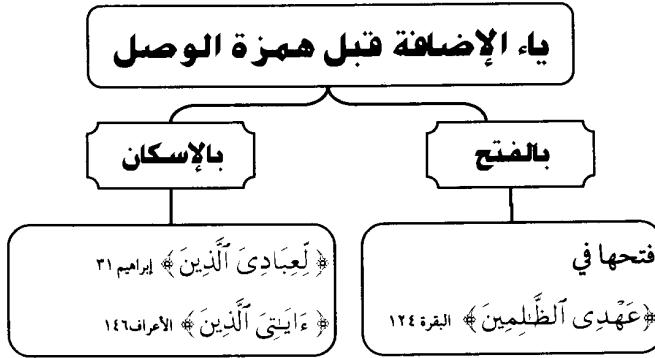 ياء الإضافة قبل همزة الوصل
بالفتح
بالإسكان
فتحها في
﴿عَهْدِى ٱلظَّٰلِمِينَ﴾ البقرة ١٢٤
﴿لِّعِبَادِىَ ٱلَّذِينَ﴾ إبراهيم ٣١
﴿ءَايَٰتِىَ ٱلَّذِينَ﴾ الأعراف ١٤٦